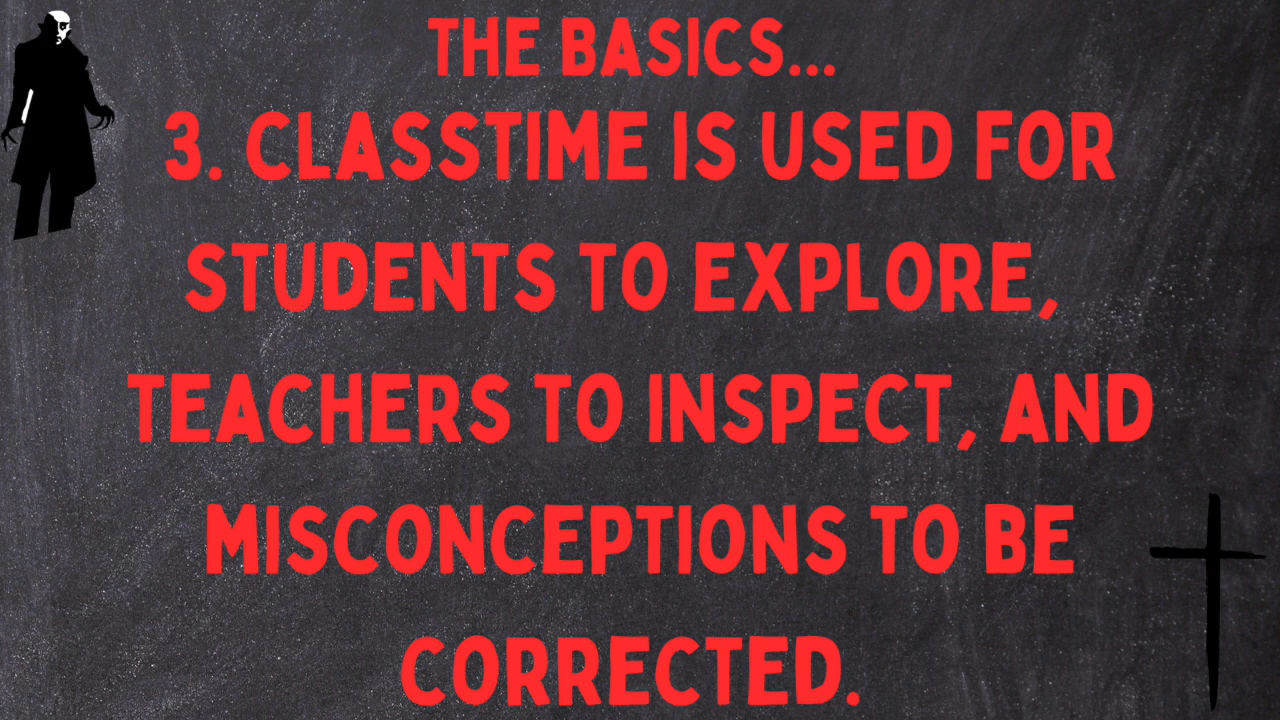 THE BASICS...
3. CLASSTIME IS USED FOR
STUDENTS TO EXPLORE,
TEACHERS TO INSPECT, AND
MISCONCEPTIONS TO BE
CORRECTED.